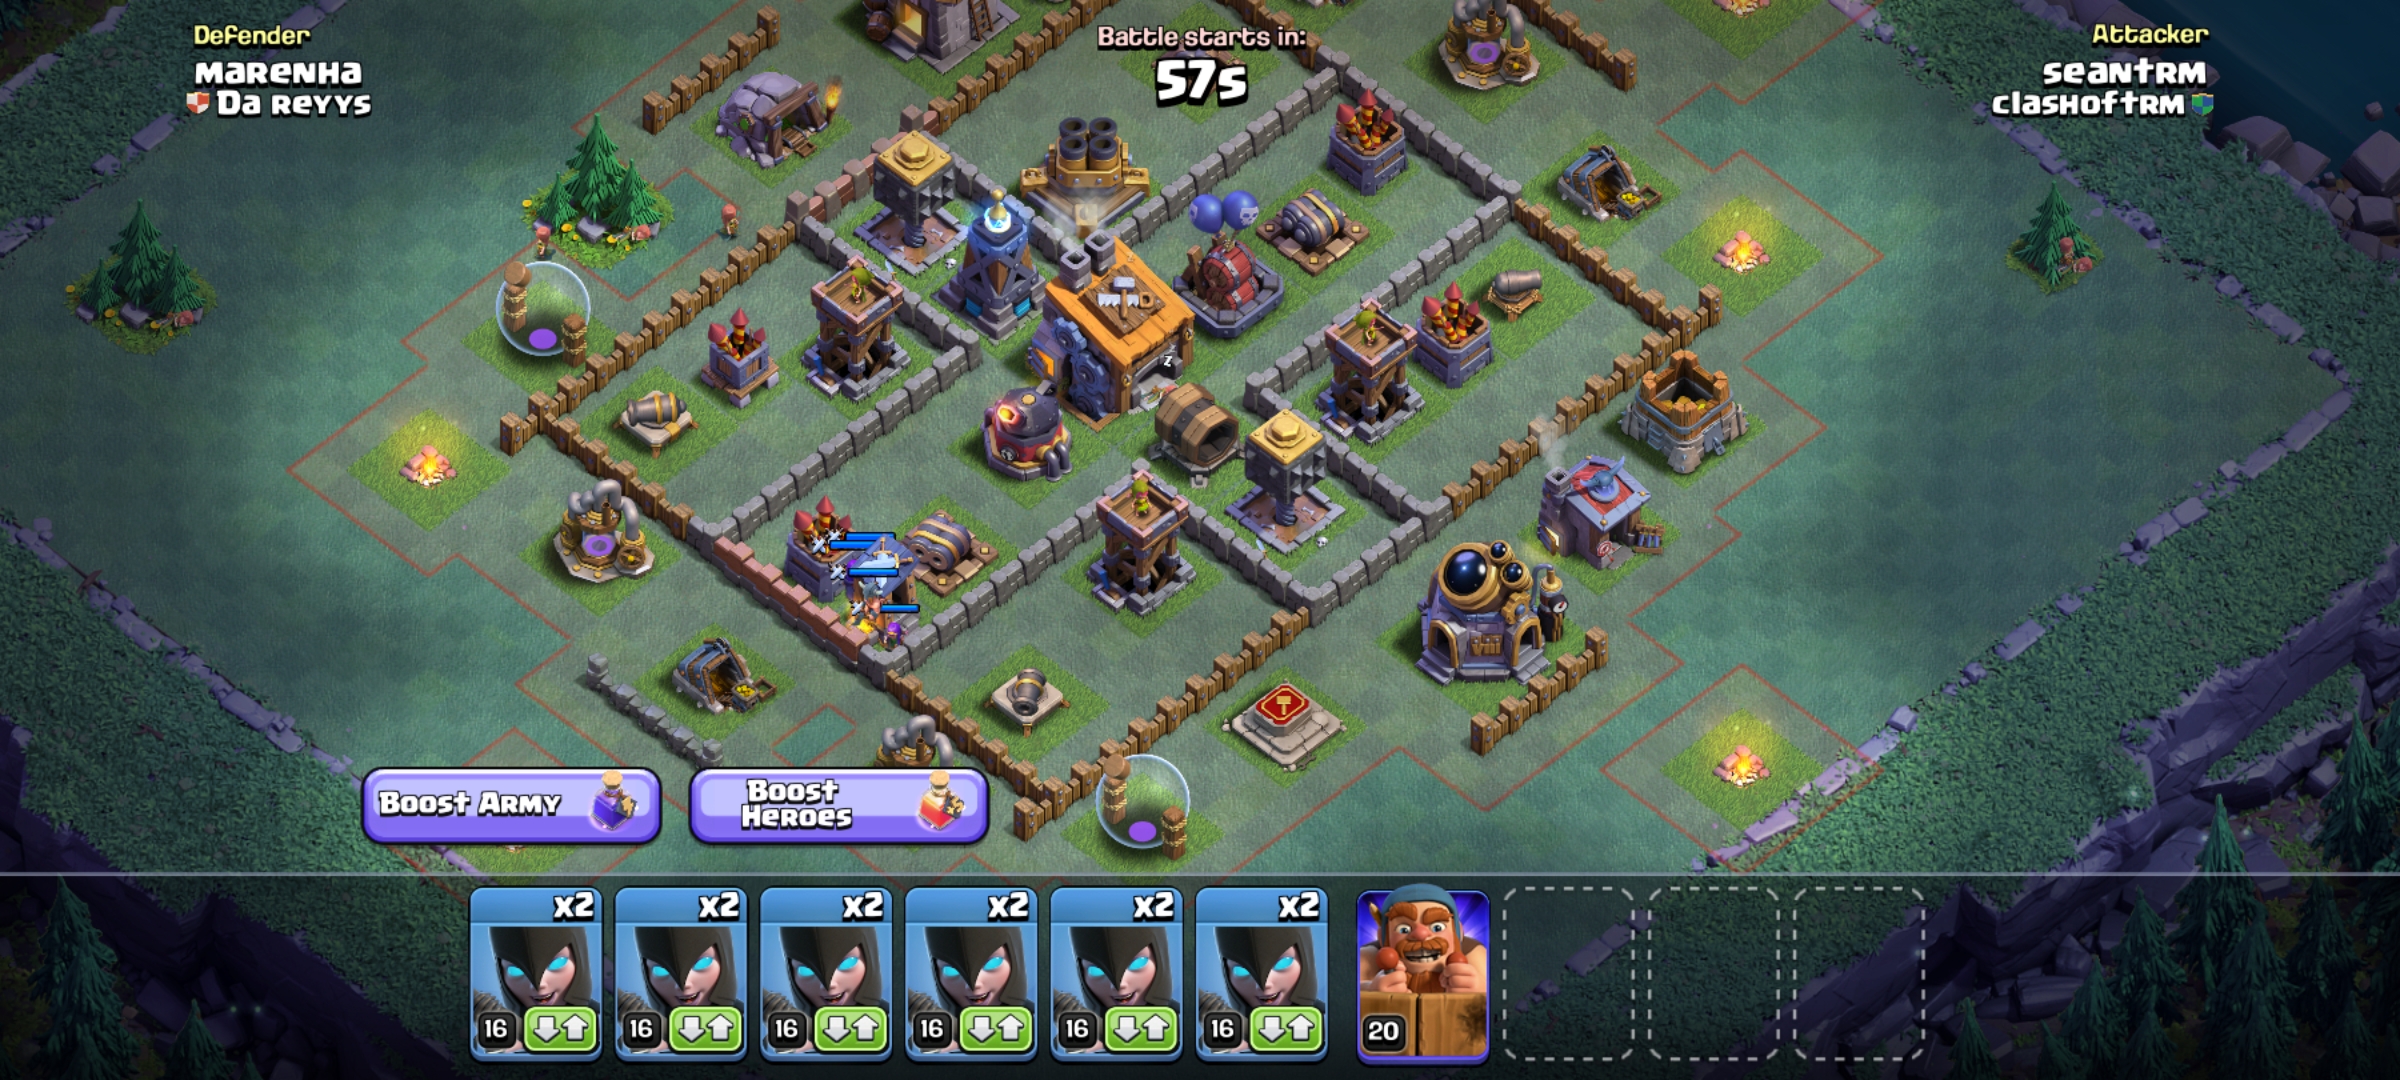 Defender
MARENHA
DA REYYS
Battle starts in:
57s
Attacker
seantRM
clashoftRM
z
VIII
Boost Army
Boost
Heroes
x2
x2
x2
x2
x2
x2
16
16
16
16
16
16
20